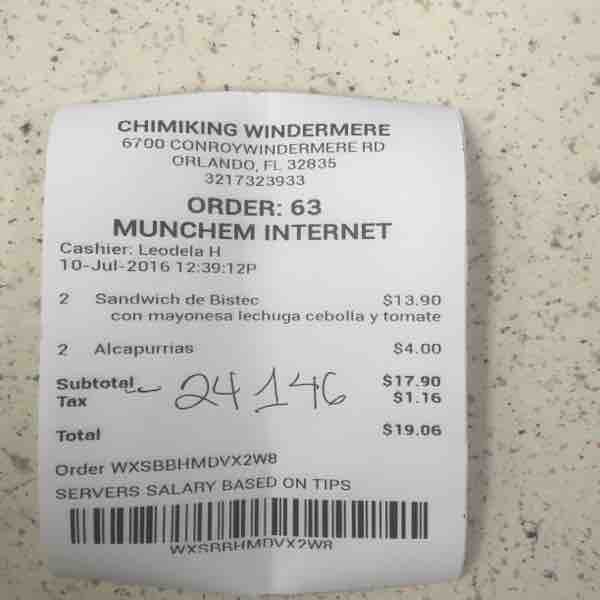 CHIMIKING WINDERMERE
6700 CONROYWINDERMERE RD
ORLANDO, FL 32835
3217323933
ORDER: 63
MUNCHEM INTERNET
Cashier: Leodela H
10-Jul-2016 12:39:12P
2 Sandwich de Bistec $13.90
con mayonesa lechuga cebolla y tomate
2 Alcapurrias $4.00
Subtotal $17.90
24 146
Tax $1.16
Total $19.06
Order WXSBBHMDVX2W8
SERVERS SALARY BASED ON TIPS
WXSBBHMDVX2W8